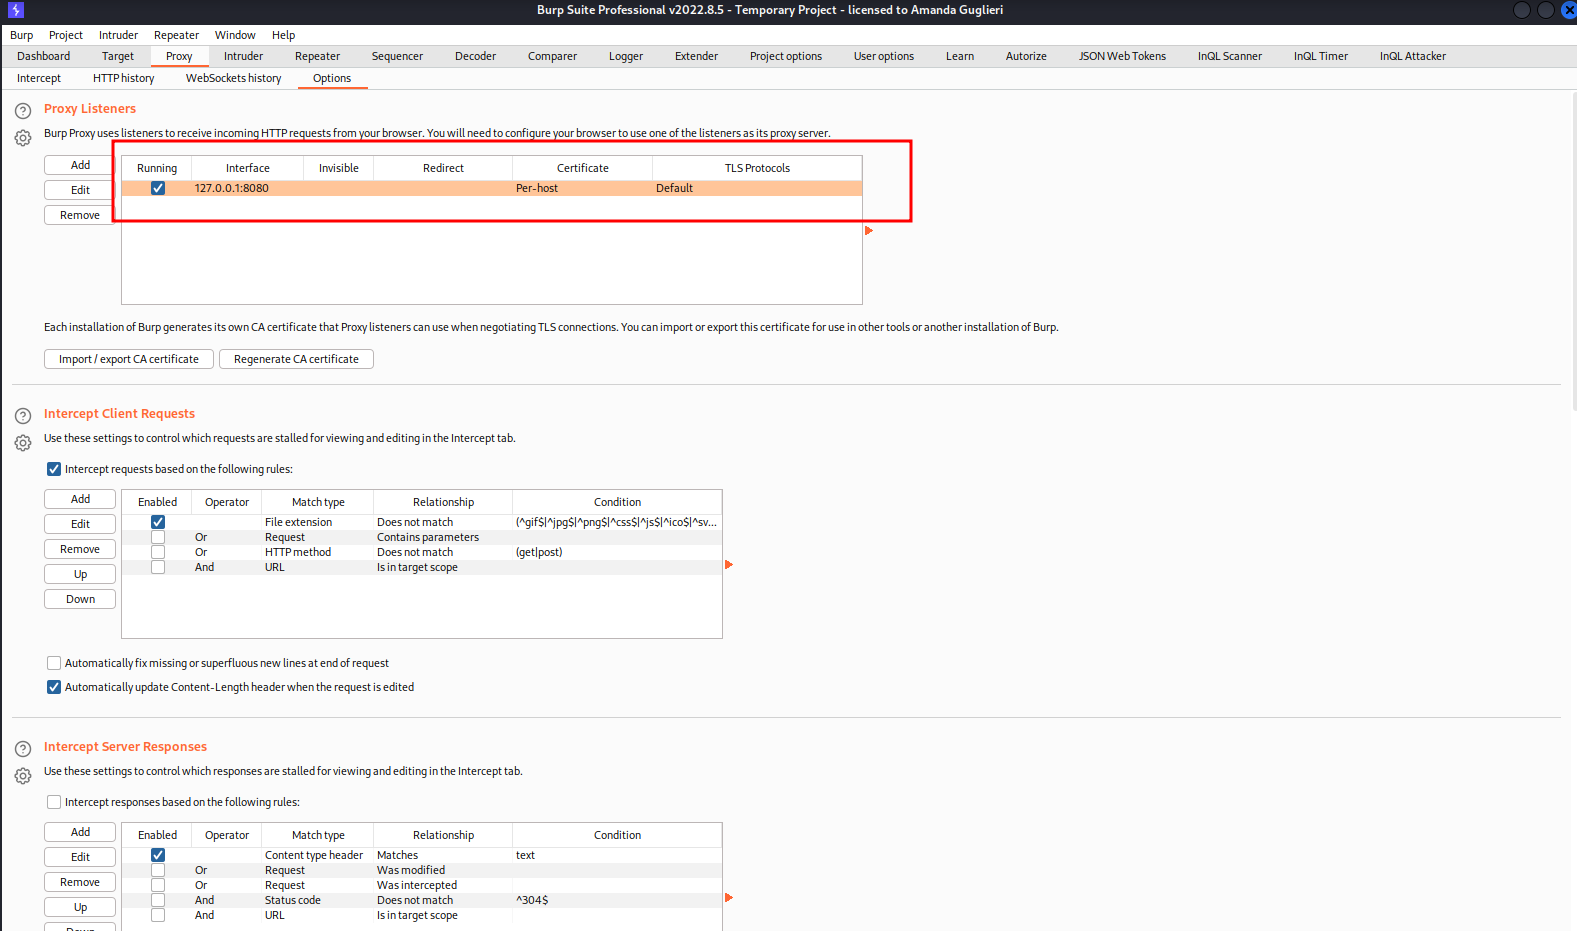 Burp Suite Professional v2022.8.5 - Temporary Project - licensed to Amanda Guglieri
Burp Project Intruder Repeater Window Help
Dashboard Target Proxy Intruder Repeater Sequencer Decoder Comparer Logger Extender Project options User options Learn Autorize JSON Web Tokens InQL Scanner InQL Timer InQL Attacker
Intercept HTTP history WebSockets history Options
Proxy Listeners
Burp Proxy uses listeners to receive incoming HTTP requests from your browser. You will need to configure your browser to use one of the listeners as its proxy server.
Add
Edit
Remove
Running Interface Invisible Redirect Certificate TLS Protocols
127.0.0.1:8080 Per-host Default
Each installation of Burp generates its own CA certificate that Proxy listeners can use when negotiating TLS connections. You can import or export this certificate for use in other tools or another installation of Burp.
Import / export CA certificate Regenerate CA certificate
Intercept Client Requests
Use these settings to control which requests are stalled for viewing and editing in the Intercept tab.
Intercept requests based on the following rules:
Add
Edit
Remove
Up
Down
Enabled Operator Match type Relationship Condition
File extension Does not match (^gif$|^jpg$|^png$|^css$|^js$|^ico$|^sv...
Or Request Contains parameters
Or HTTP method Does not match (get|post)
And URL Is in target scope
Automatically fix missing or superfluous new lines at end of request
Automatically update Content-Length header when the request is edited
Intercept Server Responses
Use these settings to control which responses are stalled for viewing and editing in the Intercept tab.
Intercept responses based on the following rules:
Add
Edit
Remove
Up
Down
Enabled Operator Match type Relationship Condition
Content type header Matches text
Or Request Was modified
Or Request Was intercepted
And Status code Does not match ^304$
And URL Is in target scope